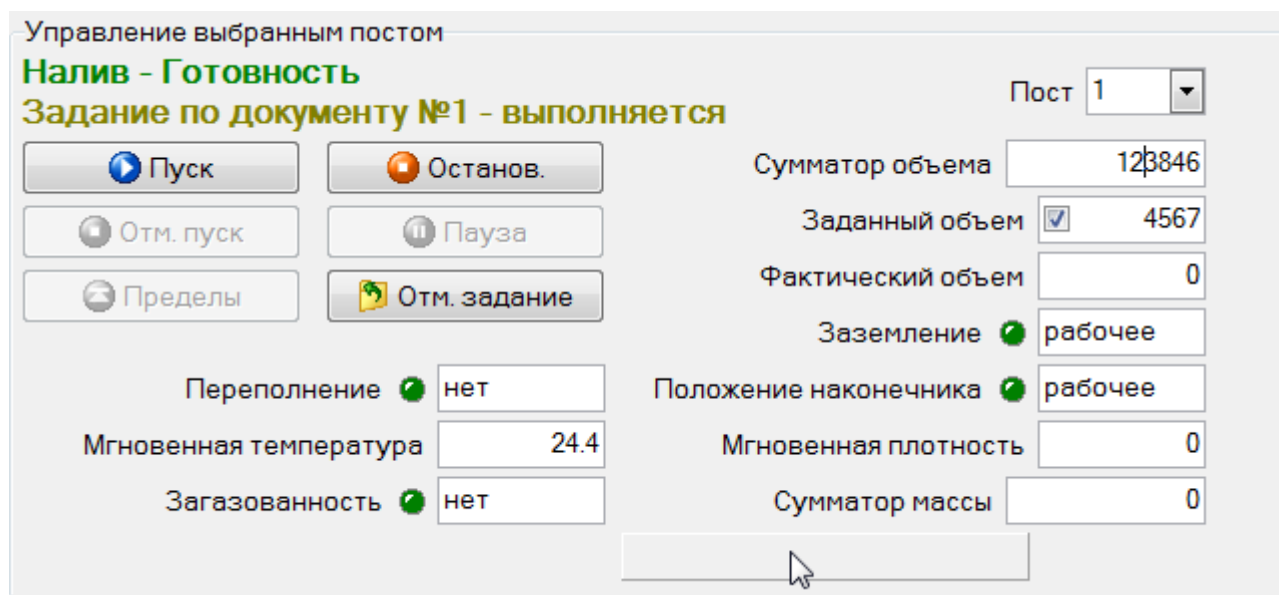 Управление выбранным постом
Налив - Готовность
Пост 1
Задание по документу №1 - выполняется
Пуск
Останов.
Сумматор объема 123846
Отм. пуск
Пауза
Заданный объем 4567
Пределы
Отм. задание
Фактический объем 0
Заземление рабочее
Переполнение нет
Положение наконечника рабочее
Мгновенная температура 24.4
Мгновенная плотность 0
Загазованность нет
Сумматор массы 0